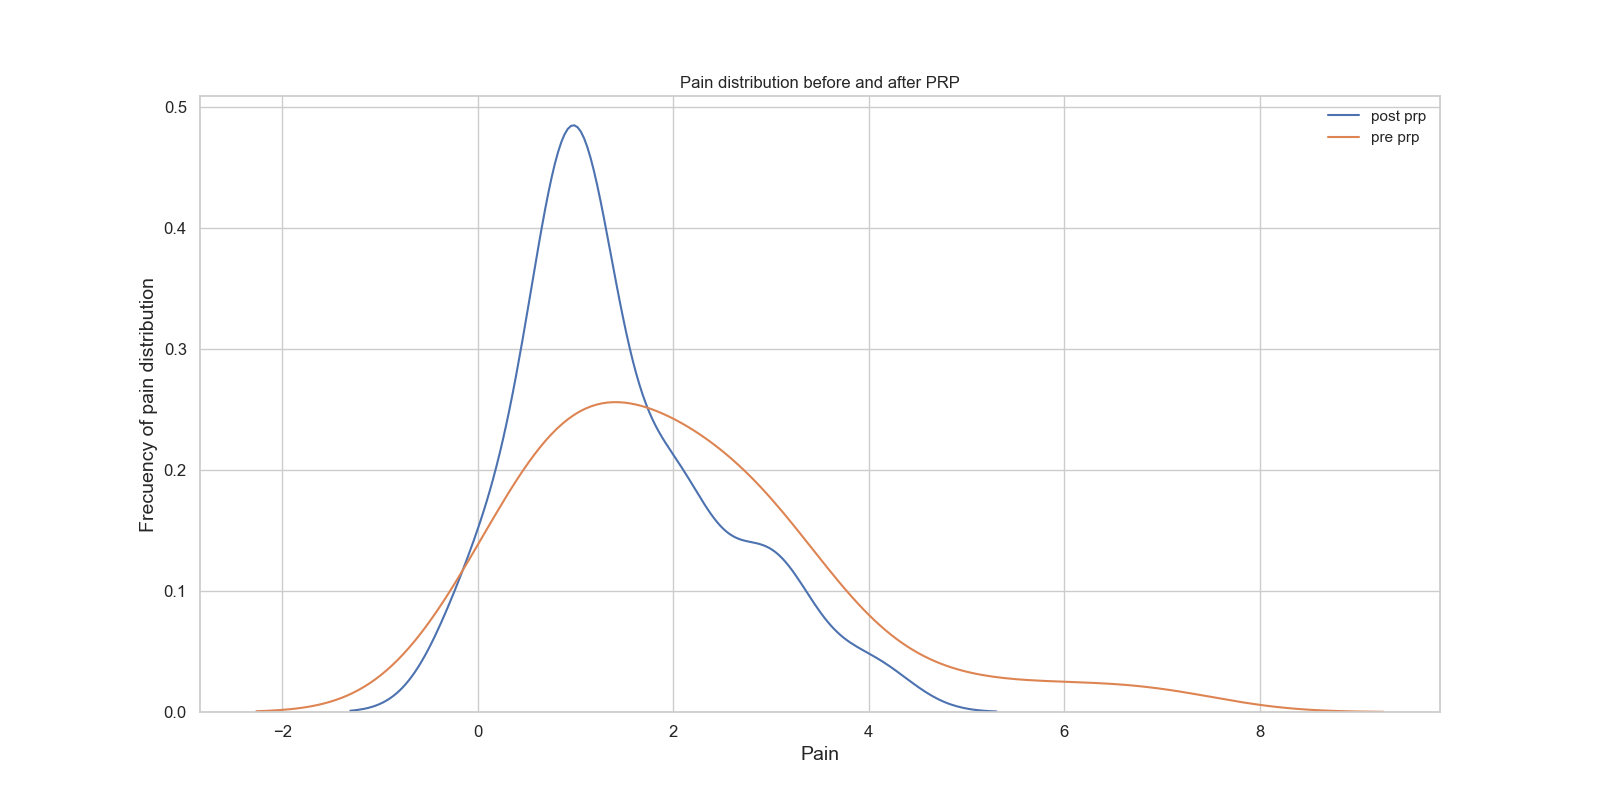 Pain distribution before and after PRP
post prp
pre prp
Frecuency of pain distribution
0.5
0.4
0.3
0.2
0.1
0.0
−2
0
2
4
6
8
Pain